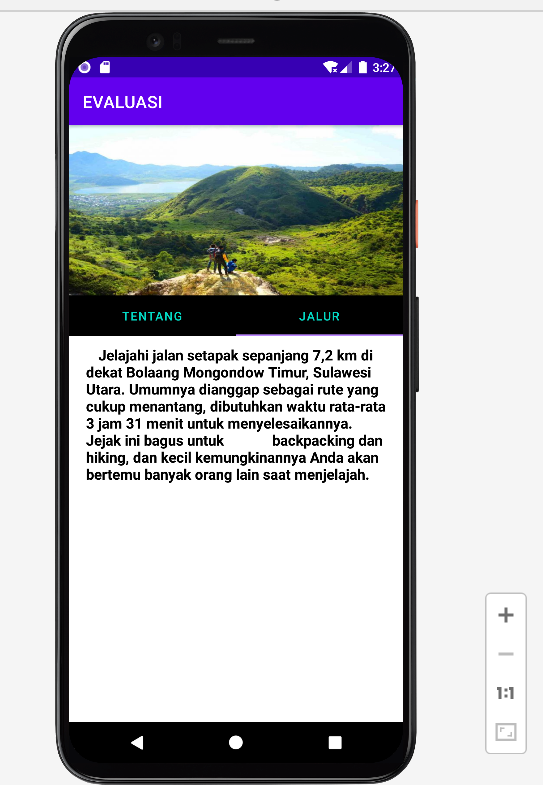 3:27
EVALUASI
TENTANG
JALUR
Jelajahi jalan setapak sepanjang 7,2 km di
dekat Bolaang Mongondow Timur, Sulawesi
Utara. Umumnya dianggap sebagai rute yang
cukup menantang, dibutuhkan waktu rata-rata
3 jam 31 menit untuk menyelesaikannya.
Jejak ini bagus untuk backpacking dan
hiking, dan kecil kemungkinannya Anda akan
bertemu banyak orang lain saat menjelajah.
1:1